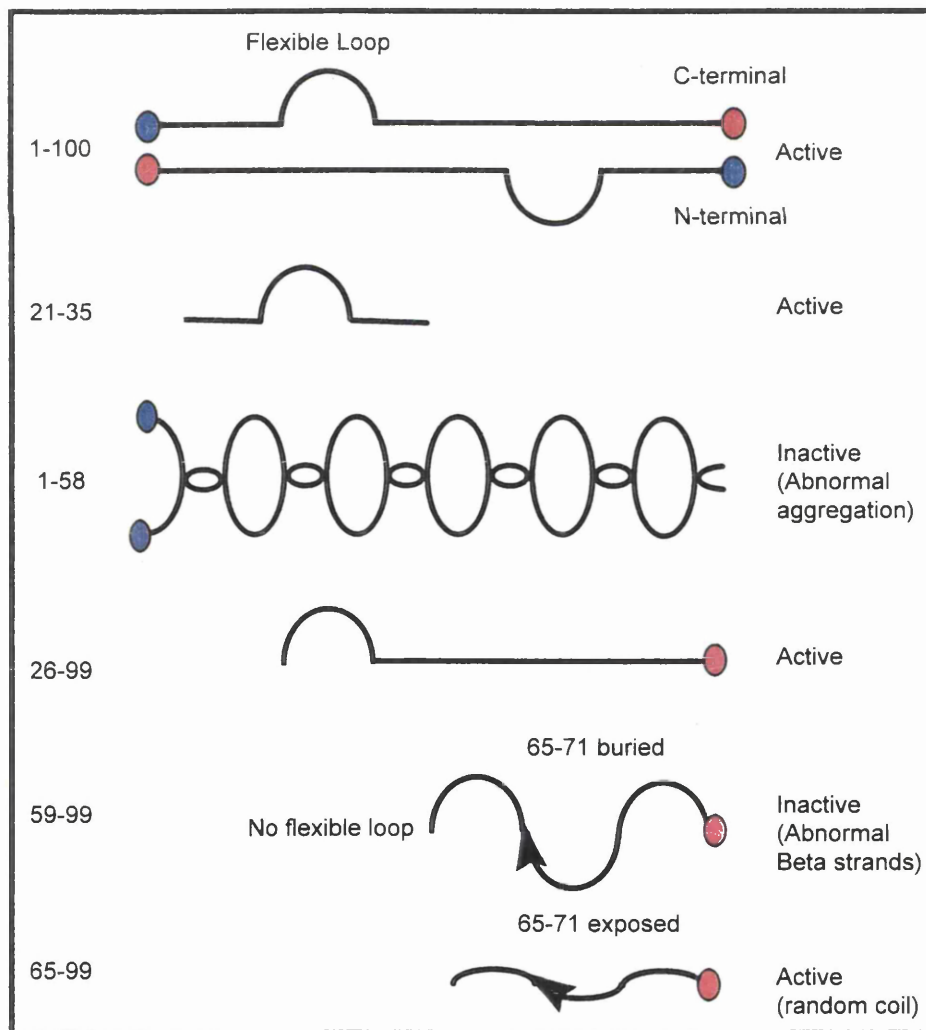 Flexible Loop
C-terminal
1-100
Active
N-terminal
21-35
Active
1-58
Inactive
(Abnormal
aggregation)
26-99
Active
65-71 buried
59-99
No flexible loop
Inactive
(Abnormal
Beta strands)
65-71 exposed
65-99
Active
(random coil)